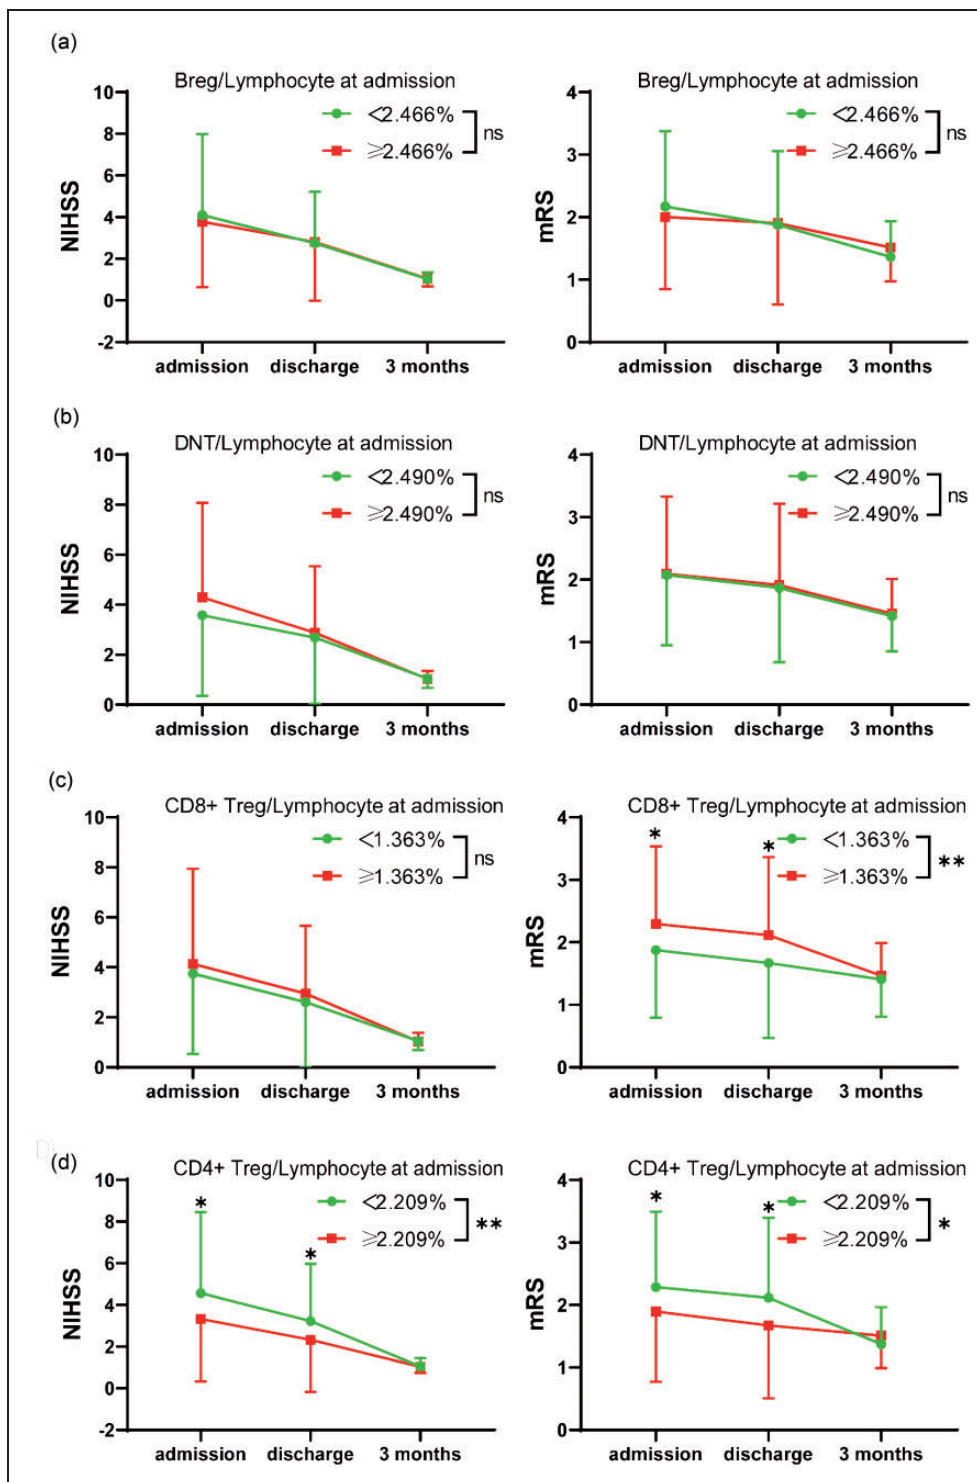 (a)
Breg/Lymphocyte at admission
<2.466%
⩾2.466%
ns
10
8
6
4
2
0
-2
NIHSS
admission discharge 3 months
Breg/Lymphocyte at admission
<2.466%
⩾2.466%
ns
4
3
2
1
0
mRS
admission discharge 3 months
(b)
DNT/Lymphocyte at admission
<2.490%
⩾2.490%
ns
10
8
6
4
2
0
NIHSS
admission discharge 3 months
DNT/Lymphocyte at admission
<2.490%
⩾2.490%
ns
4
3
2
1
0
mRS
admission discharge 3 months
(c)
CD8+ Treg/Lymphocyte at admission
<1.363%
⩾1.363%
ns
10
8
6
4
2
0
NIHSS
admission discharge 3 months
CD8+ Treg/Lymphocyte at admission
<1.363%
⩾1.363%
**
* *
4
3
2
1
0
mRS
admission discharge 3 months
(d)
CD4+ Treg/Lymphocyte at admission
<2.209%
⩾2.209%
**
* *
10
8
6
4
2
0
-2
NIHSS
admission discharge 3 months
CD4+ Treg/Lymphocyte at admission
<2.209%
⩾2.209%
*
* *
4
3
2
1
0
mRS
admission discharge 3 months